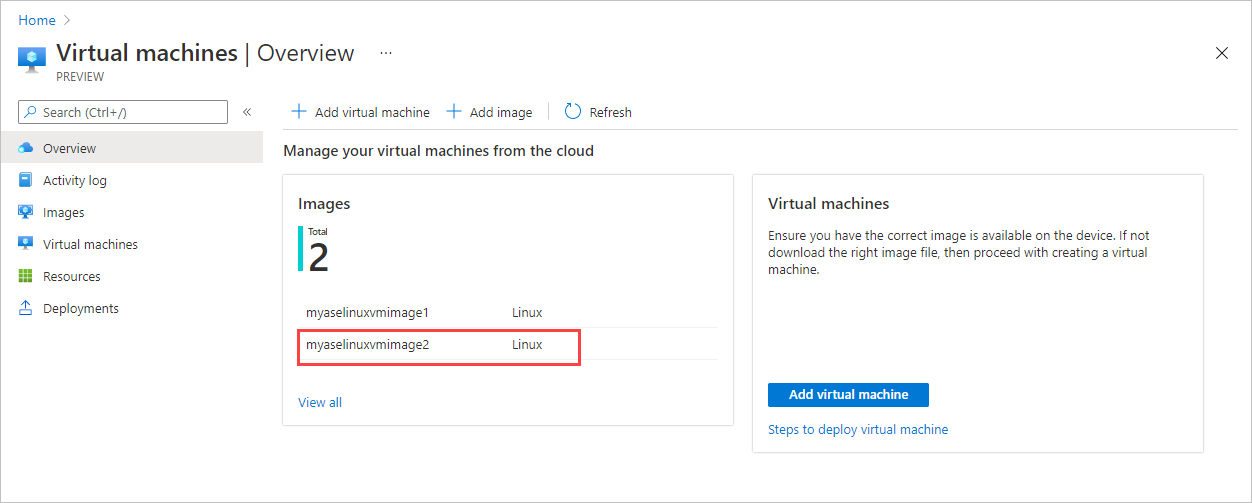 Home
Virtual machines | Overview ...
PREVIEW
Search (Ctrl+/)
Add virtual machine
Add image
Refresh
Overview
Activity log
Images
Virtual machines
Resources
Deployments
Manage your virtual machines from the cloud
Images
Total
2
myaselinuxvmimage1 Linux
myaselinuxvmimage2 Linux
View all
Virtual machines
Ensure you have the correct image is available on the device. If not
download the right image file, then proceed with creating a virtual
machine.
Add virtual machine
Steps to deploy virtual machine